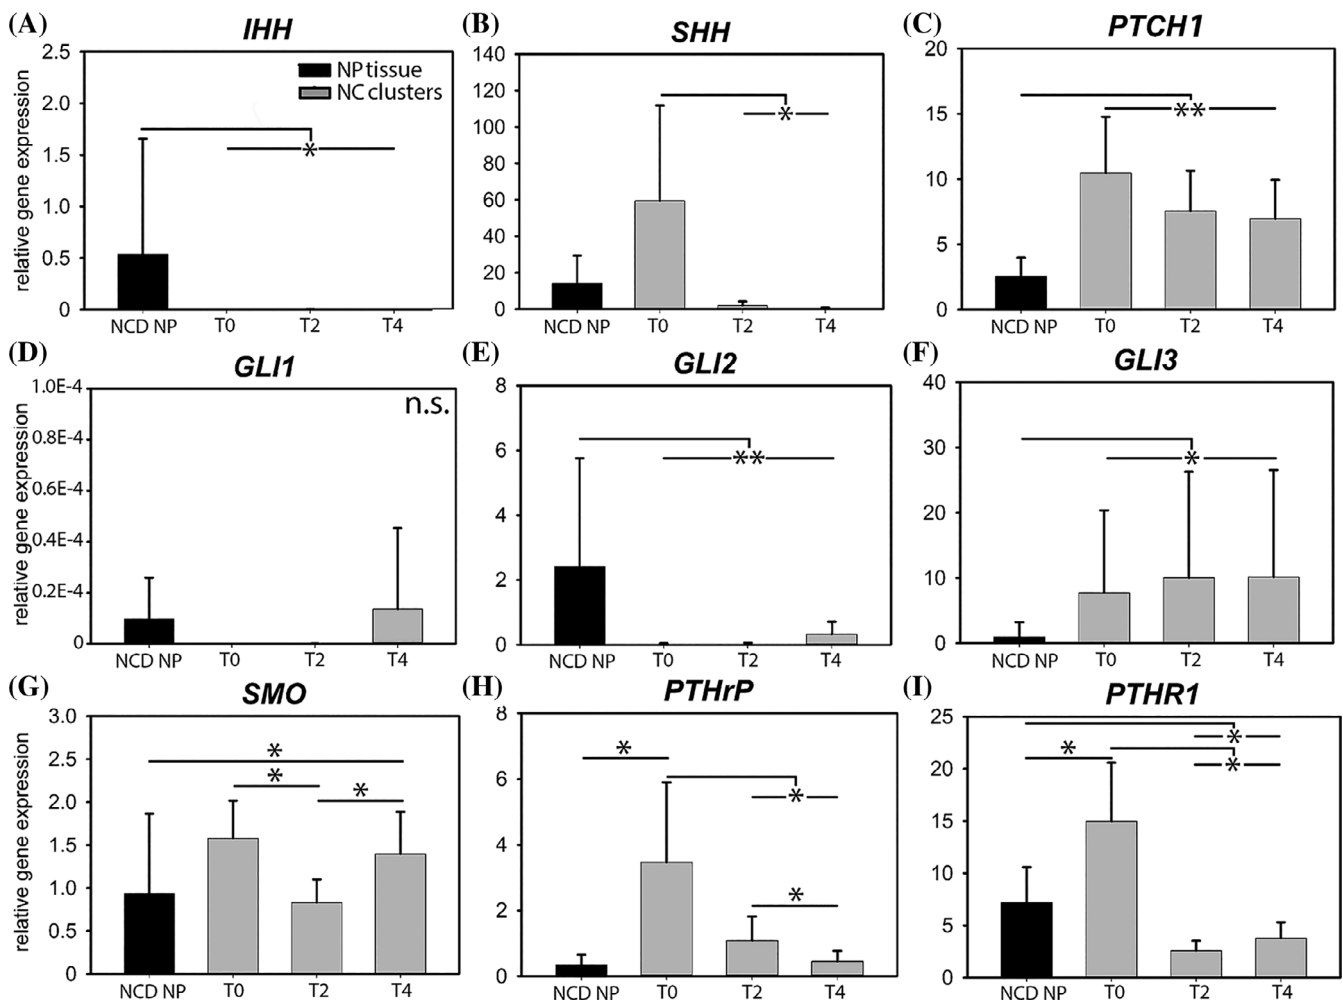 (A) IHH
2.5
2.0
1.5
1.0
0.5
0
relative gene expression
NP tissue
NC clusters
*
NCD NP T0 T2 T4
(B) SHH
140
120
100
80
60
40
20
0
*
NCD NP T0 T2 T4
(C) PTCH1
20
15
10
5
0
**
NCD NP T0 T2 T4
(D) GLI1
1.0E-4
0.8E-4
0.6E-4
0.4E-4
0.2E-4
0
relative gene expression
n.s.
NCD NP T0 T2 T4
(E) GLI2
8
6
4
2
0
**
NCD NP T0 T2 T4
(F) GLI3
40
30
20
10
0
*
NCD NP T0 T2 T4
(G) SMO
3.0
2.5
2.0
1.5
1.0
0.5
0
relative gene expression
*
*
*
NCD NP T0 T2 T4
(H) PTHrP
8
6
4
2
0
*
*
*
NCD NP T0 T2 T4
(I) PTHR1
25
20
15
10
5
0
*
*
*
NCD NP T0 T2 T4